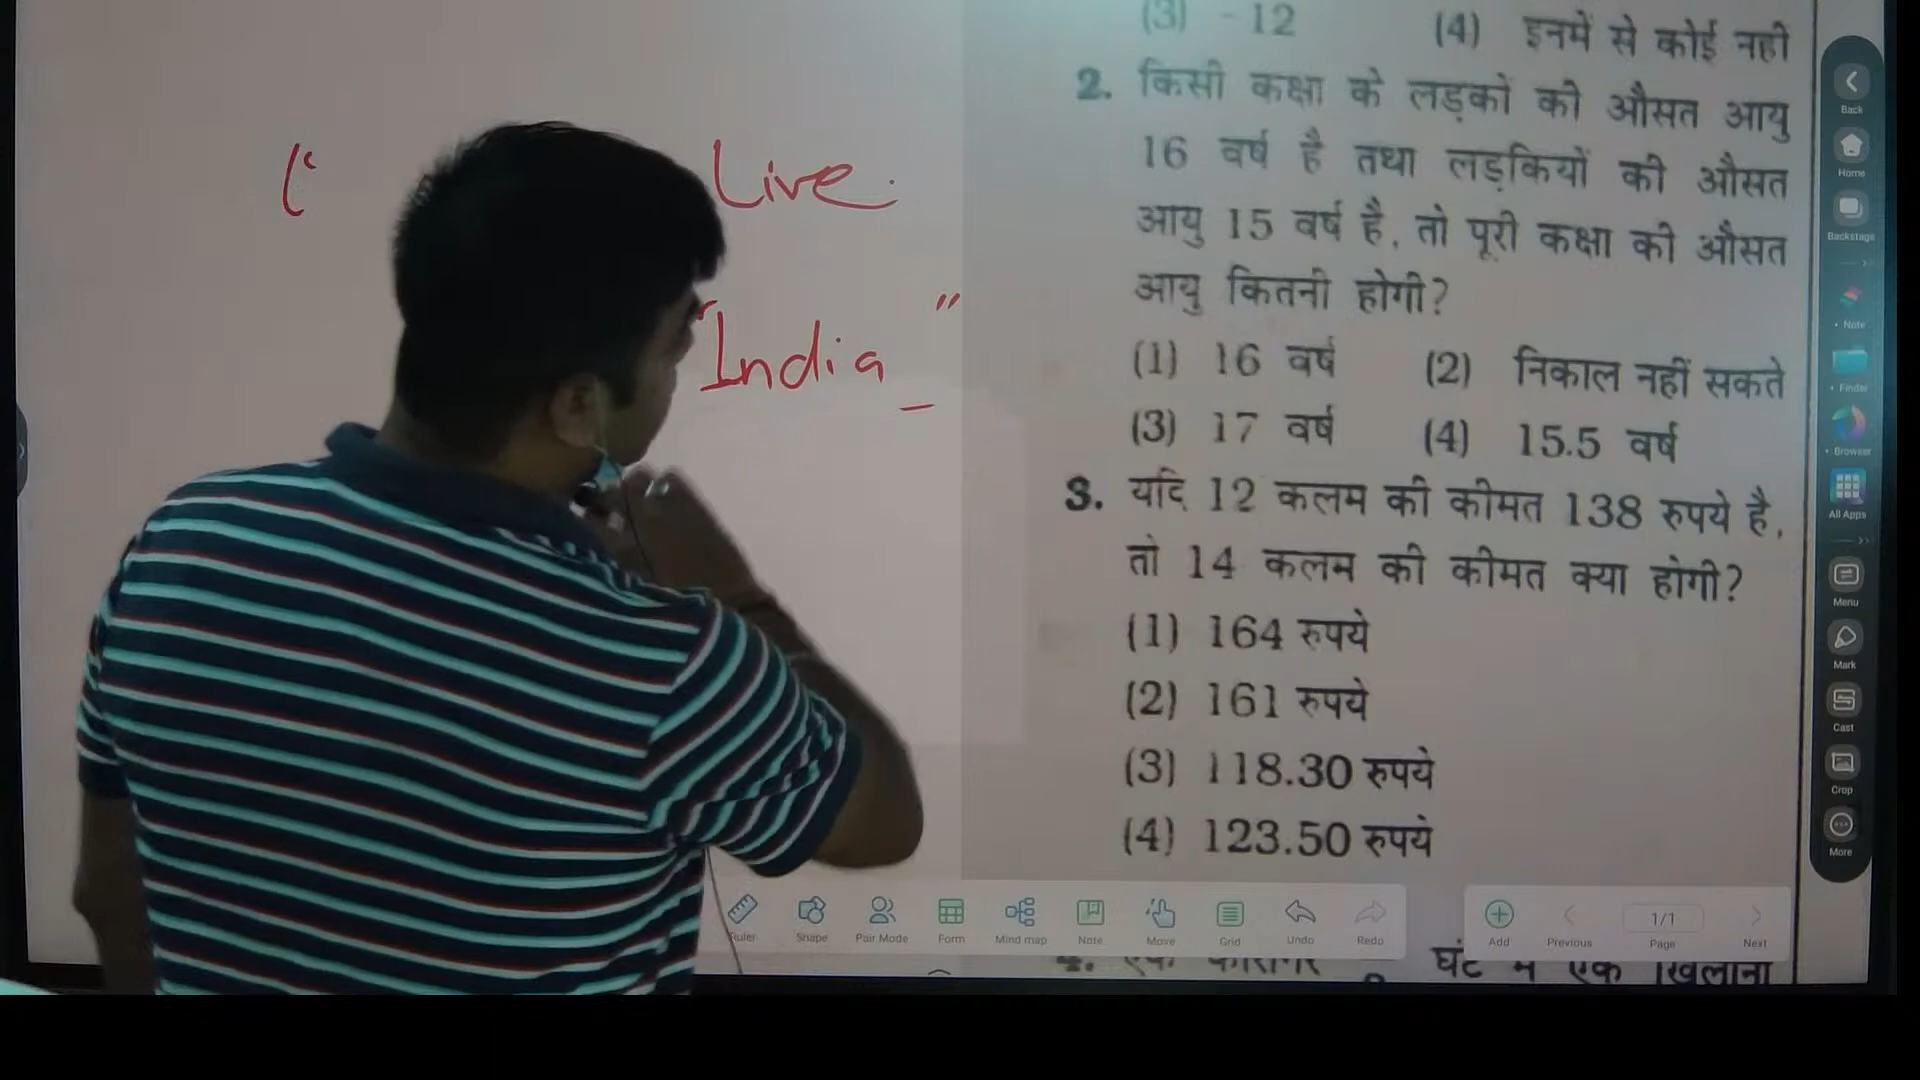 Live
India
"
(3) - 12 (4) इनमें से कोई नही
2. किसी कक्षा के लड़कों की औसत आयु
16 वर्ष है तथा लड़कियों की औसत
आयु 15 वर्ष है, तो पूरी कक्षा की औसत
आयु कितनी होगी?
(1) 16 वर्ष (2) निकाल नहीं सकते
(3) 17 वर्ष (4) 15.5 वर्ष
3. यदि 12 कलम की कीमत 138 रुपये है,
तो 14 कलम की कीमत क्या होगी?
(1) 164 रुपये
(2) 161 रुपये
(3) 118.30 रुपये
(4) 123.50 रुपये
घंटे में एक खिलौना
Ruler Shape Pair Mode Form Mind map Note Move Grid Undo Redo
Add Previous 1/1 Page Next
Back
Home
Backstage
Note
Finder
Browser
All Apps
Menu
Mark
Cast
Crop
More